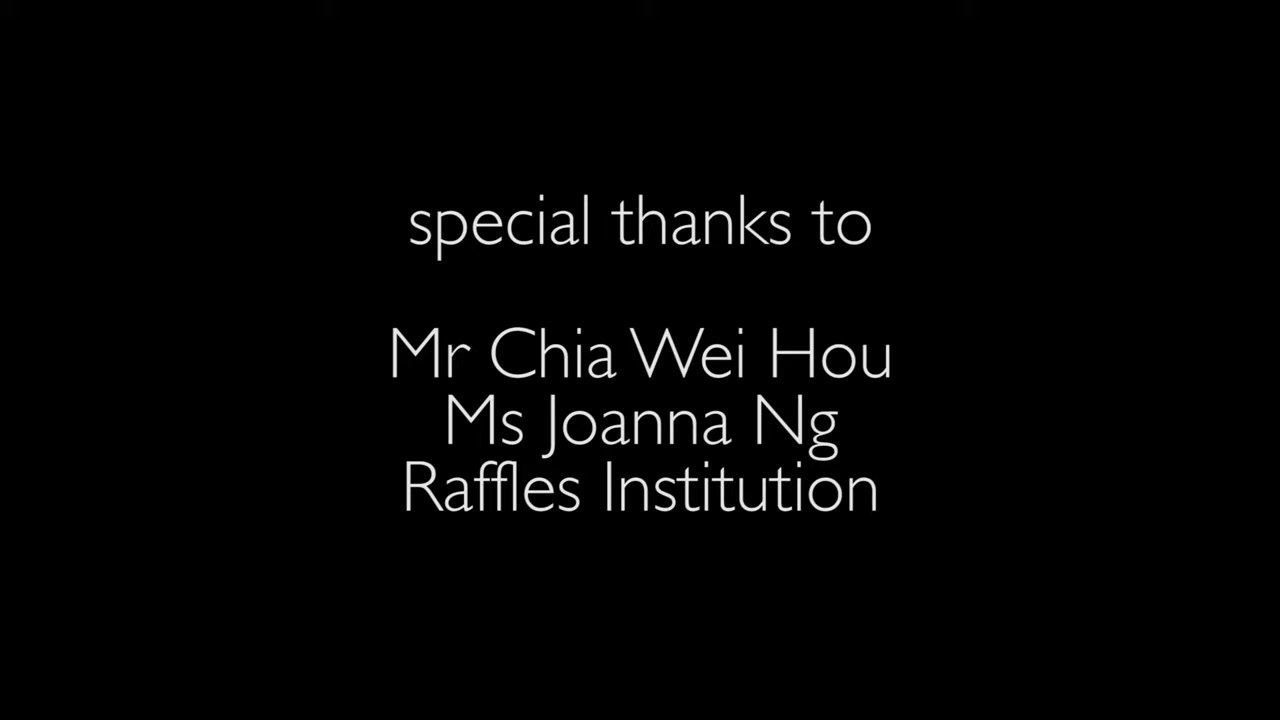 special thanks to
Mr Chia Wei Hou
Ms Joanna Ng
Raffles Institution